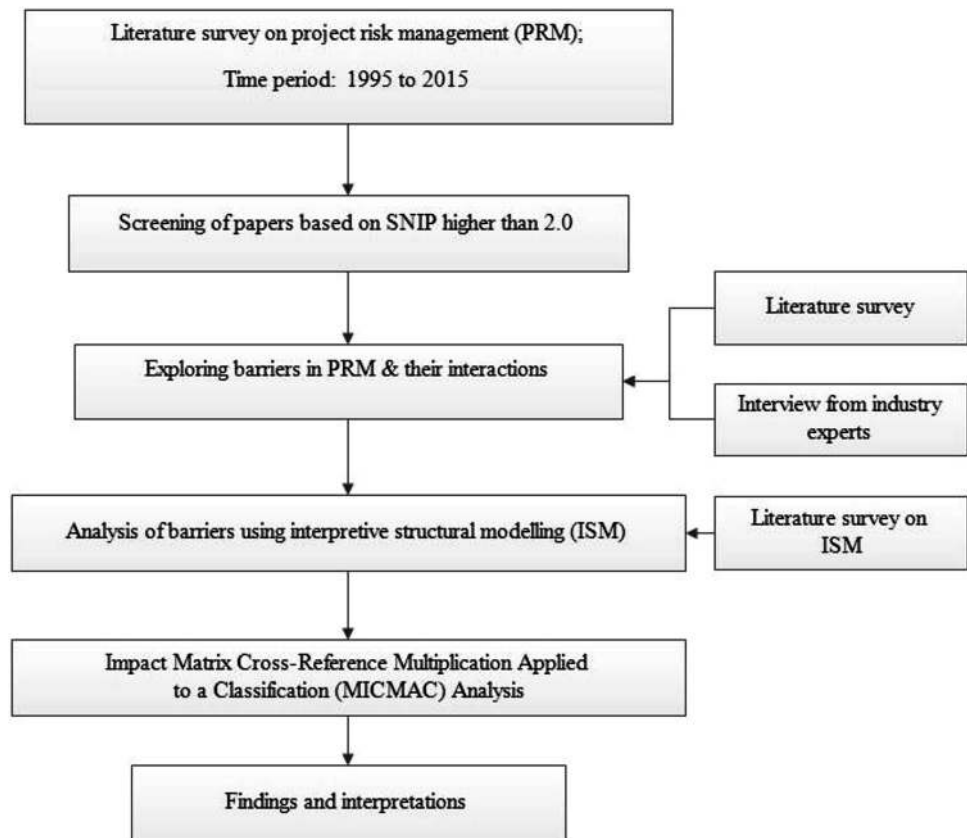 Literature survey on project risk management (PRM);
Time period: 1995 to 2015
Screening of papers based on SNIP higher than 2.0
Literature survey
Exploring barriers in PRM & their interactions
Interview from industry
experts
Analysis of barriers using interpretive structural modelling (ISM)
Literature survey on
ISM
Impact Matrix Cross-Reference Multiplication Applied
to a Classification (MICMAC) Analysis
Findings and interpretations